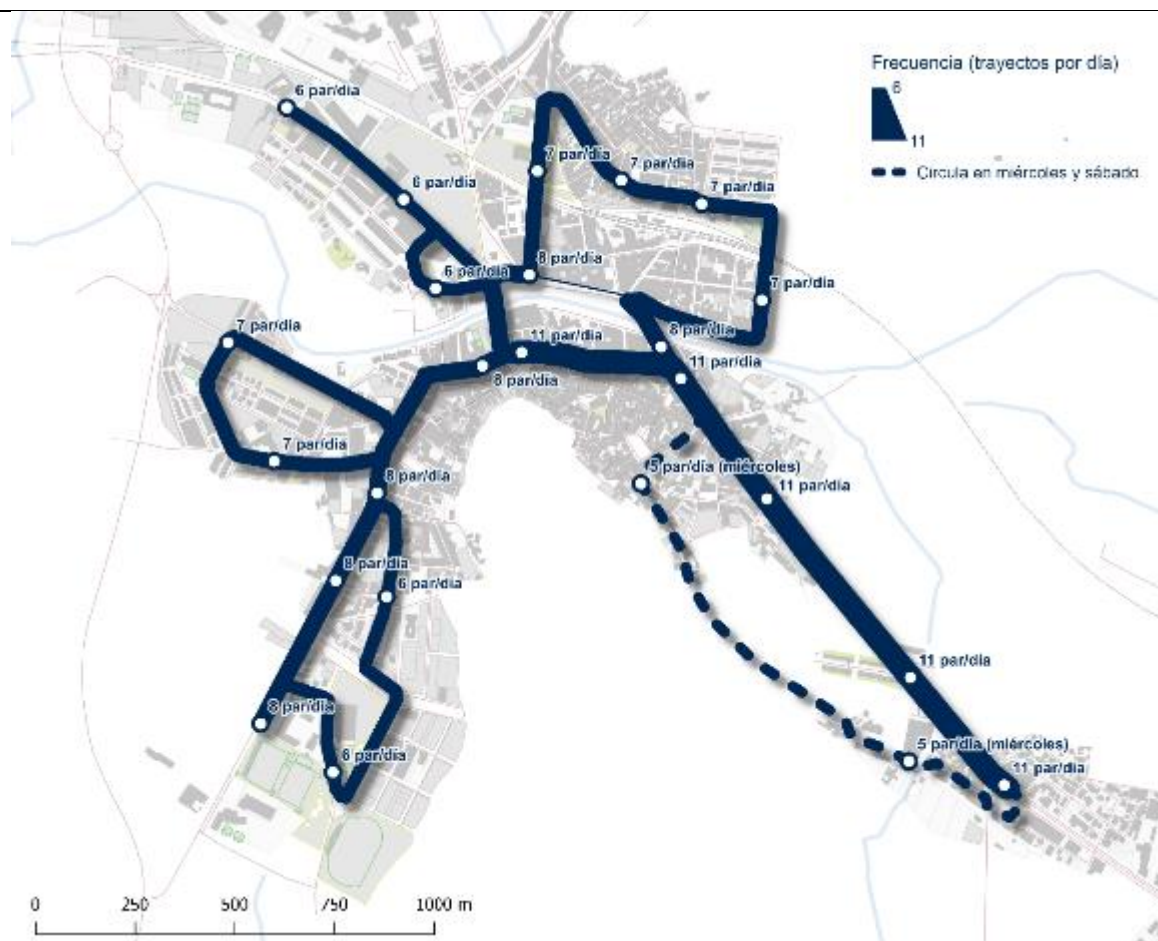 Frecuencia (trayectos por día)
6
11
Circula en miércoles y sábado
6 par/día
6 par/día
7 par/día
7 par/día
7 par/día
8 par/día
6 par/día
7 par/día
7 par/día
8 par/día
11 par/día
11 par/día
8 par/día
7 par/día
8 par/día
5 par/día (miércoles)
11 par/día
8 par/día
6 par/día
11 par/día
8 par/día
5 par/día (miércoles)
6 par/día
11 par/día
0 250 500 750 1000 m